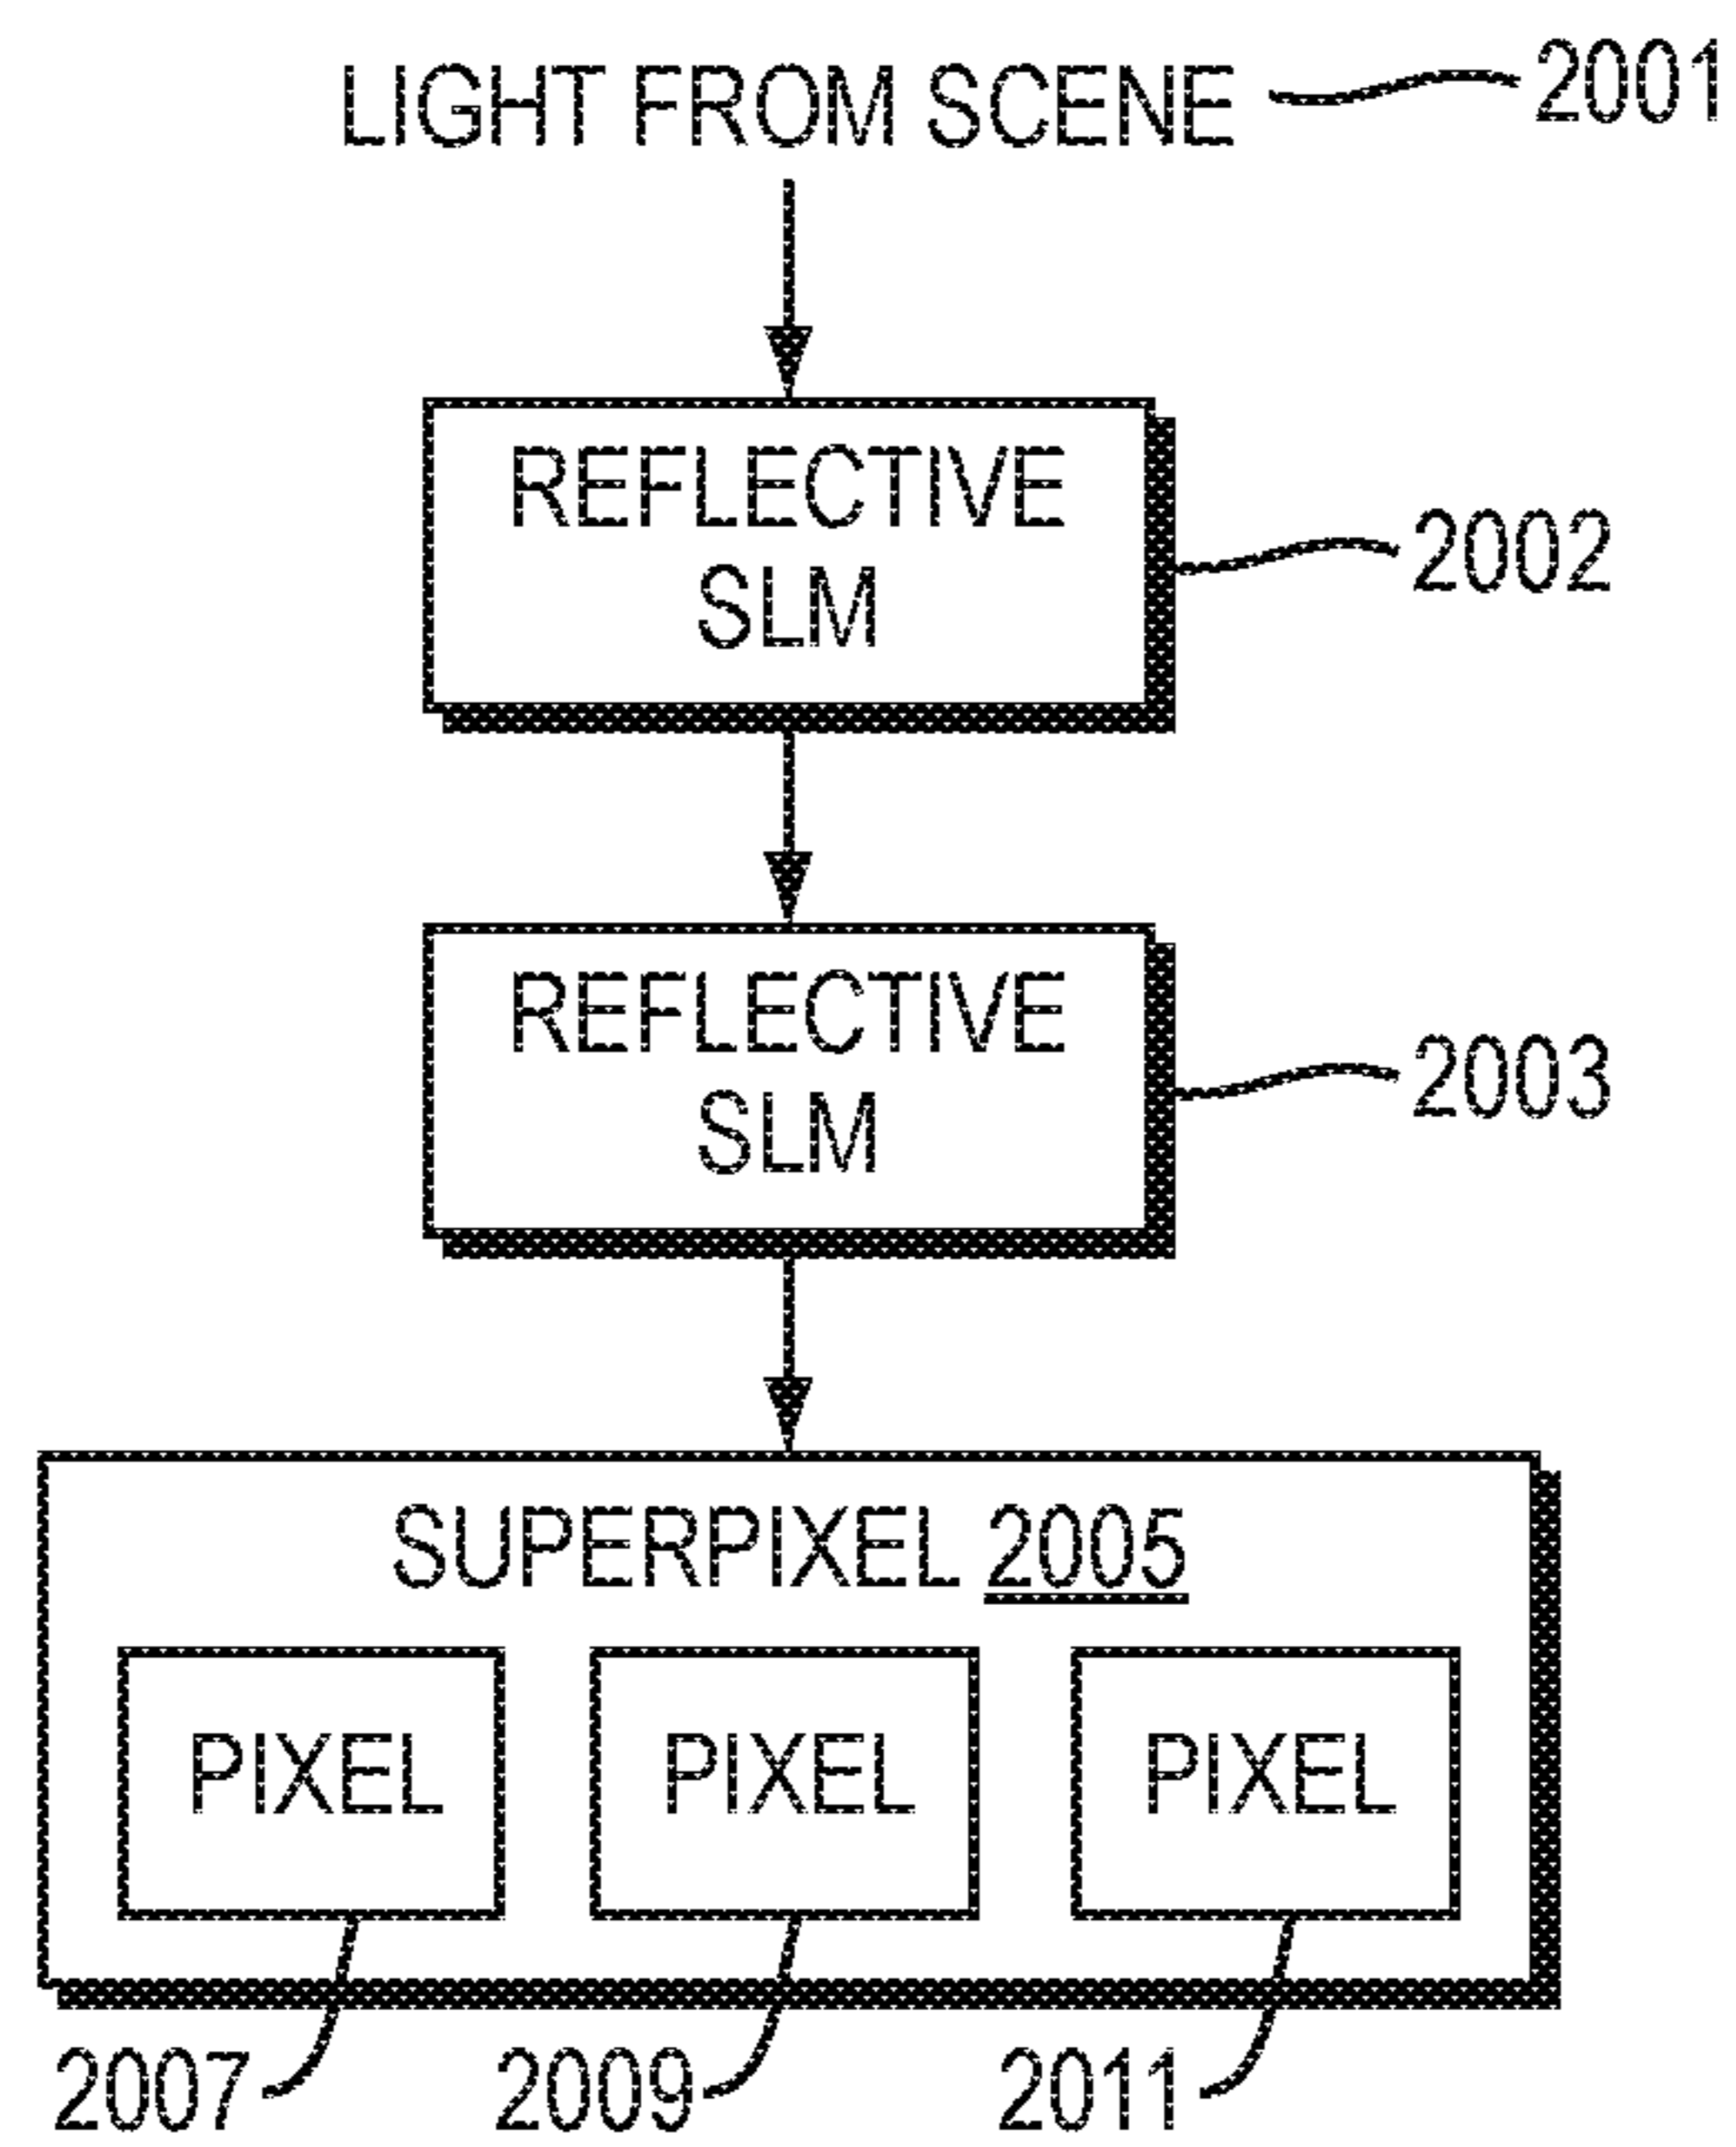 LIGHT FROM SCENE 2001
REFLECTIVE
SLM
2002
REFLECTIVE
SLM
2003
SUPERPIXEL 2005
PIXEL PIXEL PIXEL
2007 2009 2011